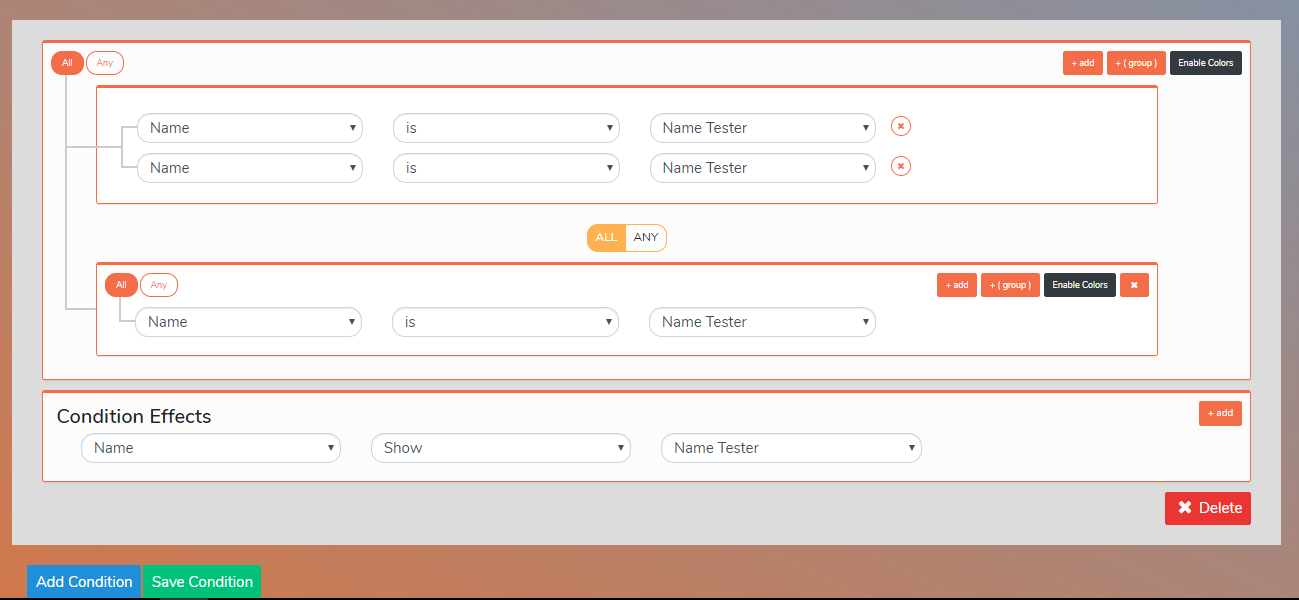 All Any + add + ( group ) Enable Colors
Name is Name Tester
Name is Name Tester
ALL ANY
All Any + add + ( group ) Enable Colors
Name is Name Tester
Condition Effects + add
Name Show Name Tester
Delete
Add Condition Save Condition